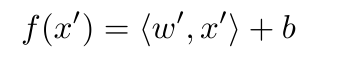 f(x′) = ⟨w′, x′⟩ + b